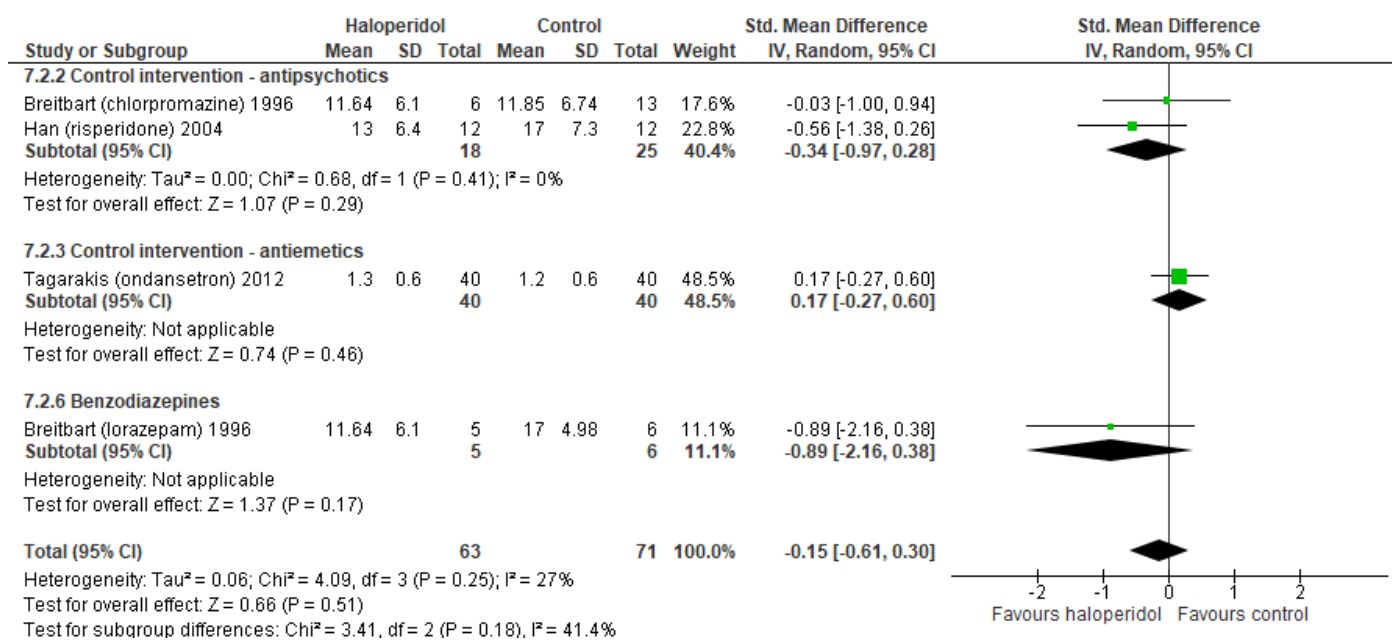 Haloperidol Control Std. Mean Difference Std. Mean Difference
Study or Subgroup Mean SD Total Mean SD Total Weight IV, Random, 95% CI IV, Random, 95% CI
7.2.2 Control intervention - antipsychotics
Breitbart (chlorpromazine) 1996 11.64 6.1 6 11.85 6.74 13 17.6% -0.03 [-1.00, 0.94]
Han (risperidone) 2004 13 6.4 12 17 7.3 12 22.8% -0.56 [-1.38, 0.26]
Subtotal (95% CI) 18 25 40.4% -0.34 [-0.97, 0.28]
Heterogeneity: Tau² = 0.00; Chi² = 0.68, df = 1 (P = 0.41); I² = 0%
Test for overall effect: Z = 1.07 (P = 0.29)
7.2.3 Control intervention - antiemetics
Tagarakis (ondansetron) 2012 1.3 0.6 40 1.2 0.6 40 48.5% 0.17 [-0.27, 0.60]
Subtotal (95% CI) 40 40 48.5% 0.17 [-0.27, 0.60]
Heterogeneity: Not applicable
Test for overall effect: Z = 0.74 (P = 0.46)
7.2.6 Benzodiazepines
Breitbart (lorazepam) 1996 11.64 6.1 5 17 4.98 6 11.1% -0.89 [-2.16, 0.38]
Subtotal (95% CI) 5 6 11.1% -0.89 [-2.16, 0.38]
Heterogeneity: Not applicable
Test for overall effect: Z = 1.37 (P = 0.17)
Total (95% CI) 63 71 100.0% -0.15 [-0.61, 0.30]
Heterogeneity: Tau² = 0.06; Chi² = 4.09, df = 3 (P = 0.25); I² = 27%
Test for overall effect: Z = 0.66 (P = 0.51)
Test for subgroup differences: Chi² = 3.41, df = 2 (P = 0.18), I² = 41.4%
-2 -1 0 1 2
Favours haloperidol Favours control